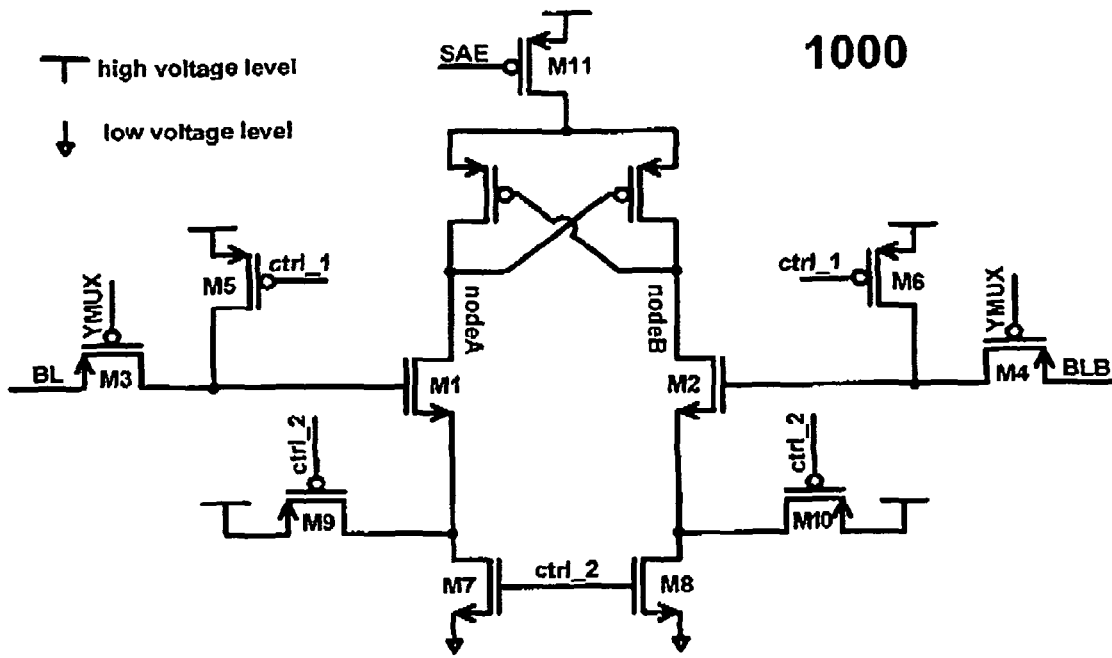 1000
SAE
M11
high voltage level
low voltage level
M5
ctrl_1
ctrl_1
M6
YMUX
YMUX
nodeA
nodeB
BL
M3
M1
M2
M4
BLB
ctrl_2
ctrl_2
M9
M10
M7
ctrl_2
M8